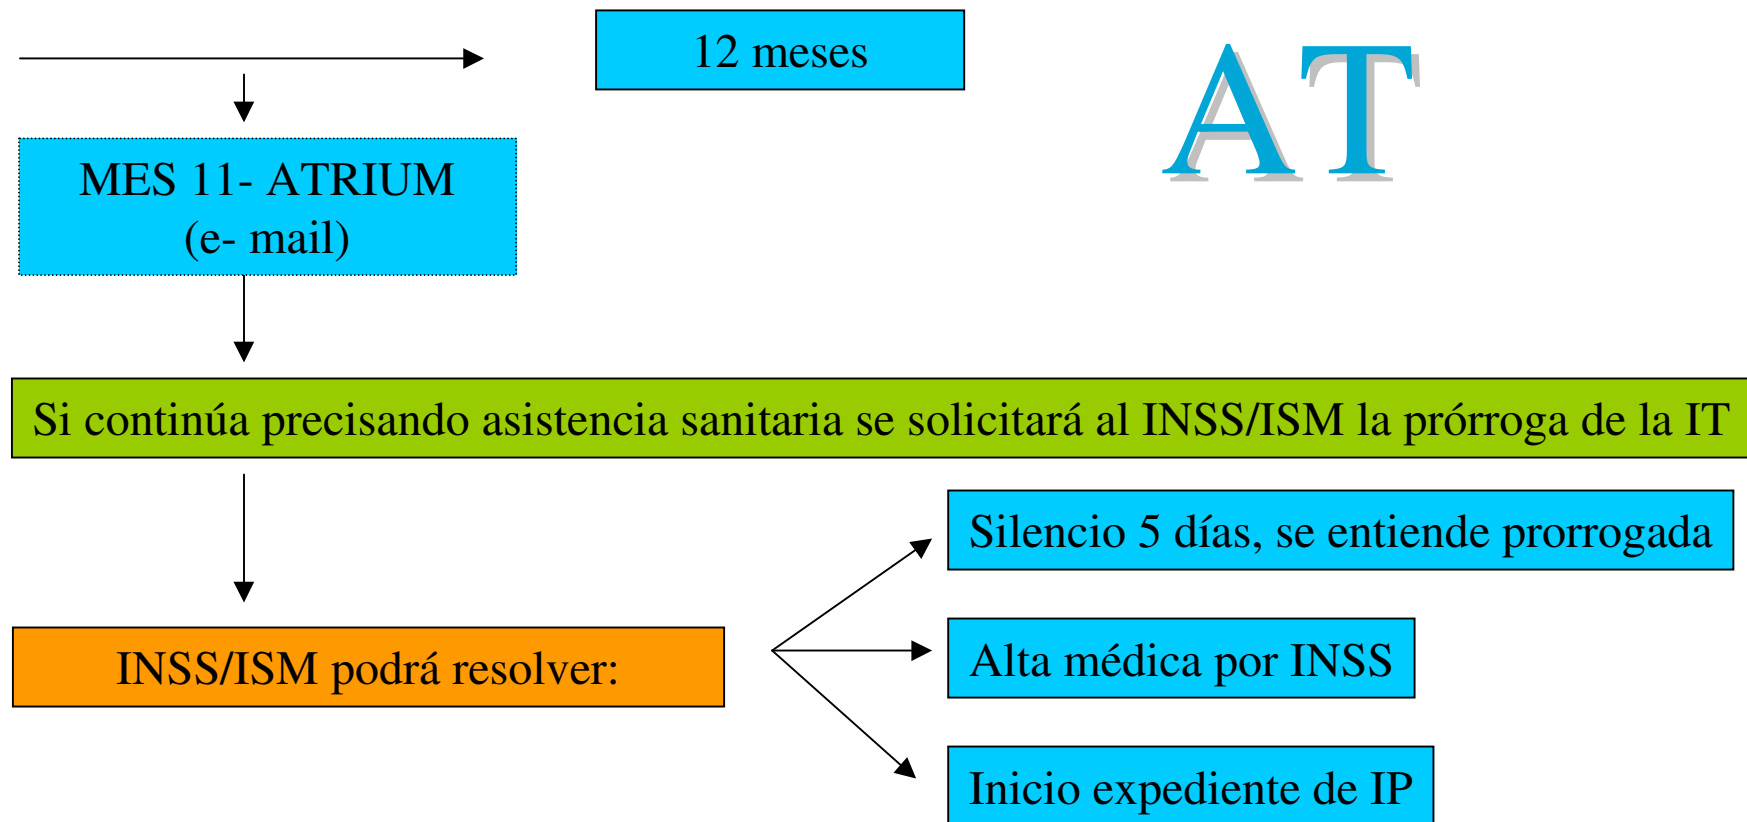 12 meses
AT
MES 11- ATRIUM
(e- mail)
Si continúa precisando asistencia sanitaria se solicitará al INSS/ISM la prórroga de la IT
INSS/ISM podrá resolver:
Silencio 5 días, se entiende prorrogada
Alta médica por INSS
Inicio expediente de IP